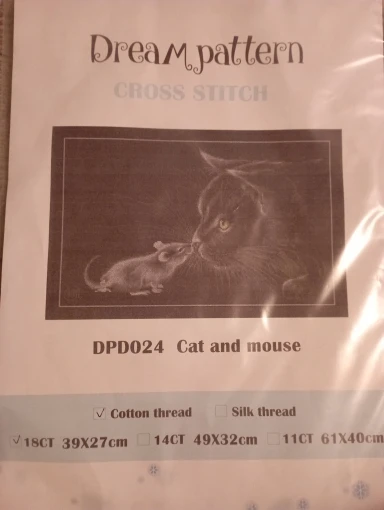 Dream pattern
CROSS STITCH
DPD024 Cat and mouse
Cotton thread Silk thread
18CT 39X27cm 14CT 49X32cm 11CT 61X40cm